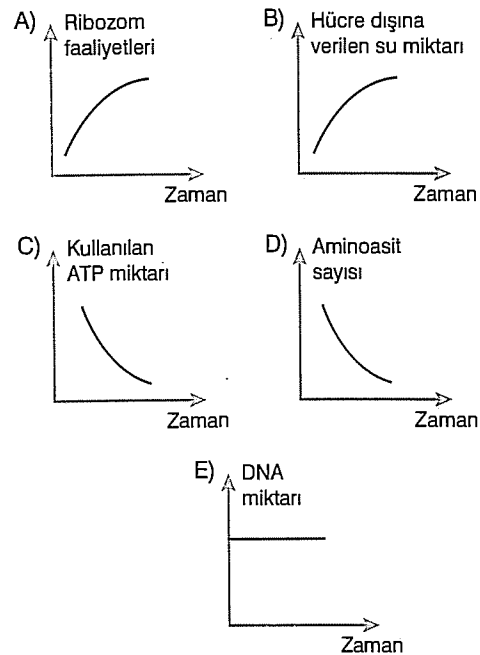 A) Ribozom
faaliyetleri
Zaman
B) Hücre dışına
verilen su miktarı
Zaman
C) Kullanılan
ATP miktarı
Zaman
D) Aminoasit
sayısı
Zaman
E) DNA
miktarı
Zaman